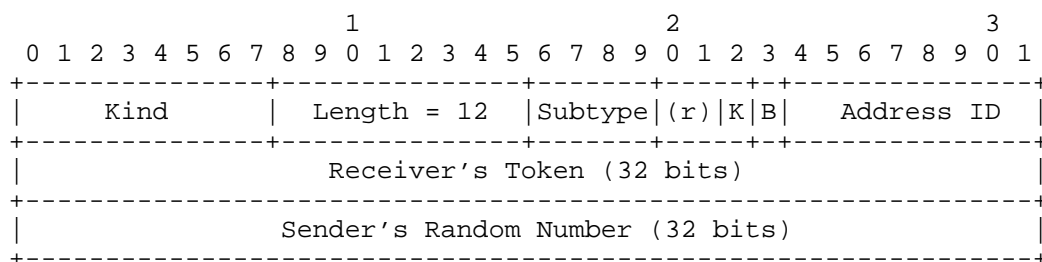 1                   2                   3
 0 1 2 3 4 5 6 7 8 9 0 1 2 3 4 5 6 7 8 9 0 1 2 3 4 5 6 7 8 9 0 1
+---------------+---------------+-------+-----+-+---------------+
|     Kind      |  Length = 12  |Subtype|(r)|K|B|   Address ID  |
+---------------+---------------+-------+-----+-+---------------+
|                   Receiver’s Token (32 bits)                  |
+---------------------------------------------------------------+
|                Sender’s Random Number (32 bits)               |
+---------------------------------------------------------------+